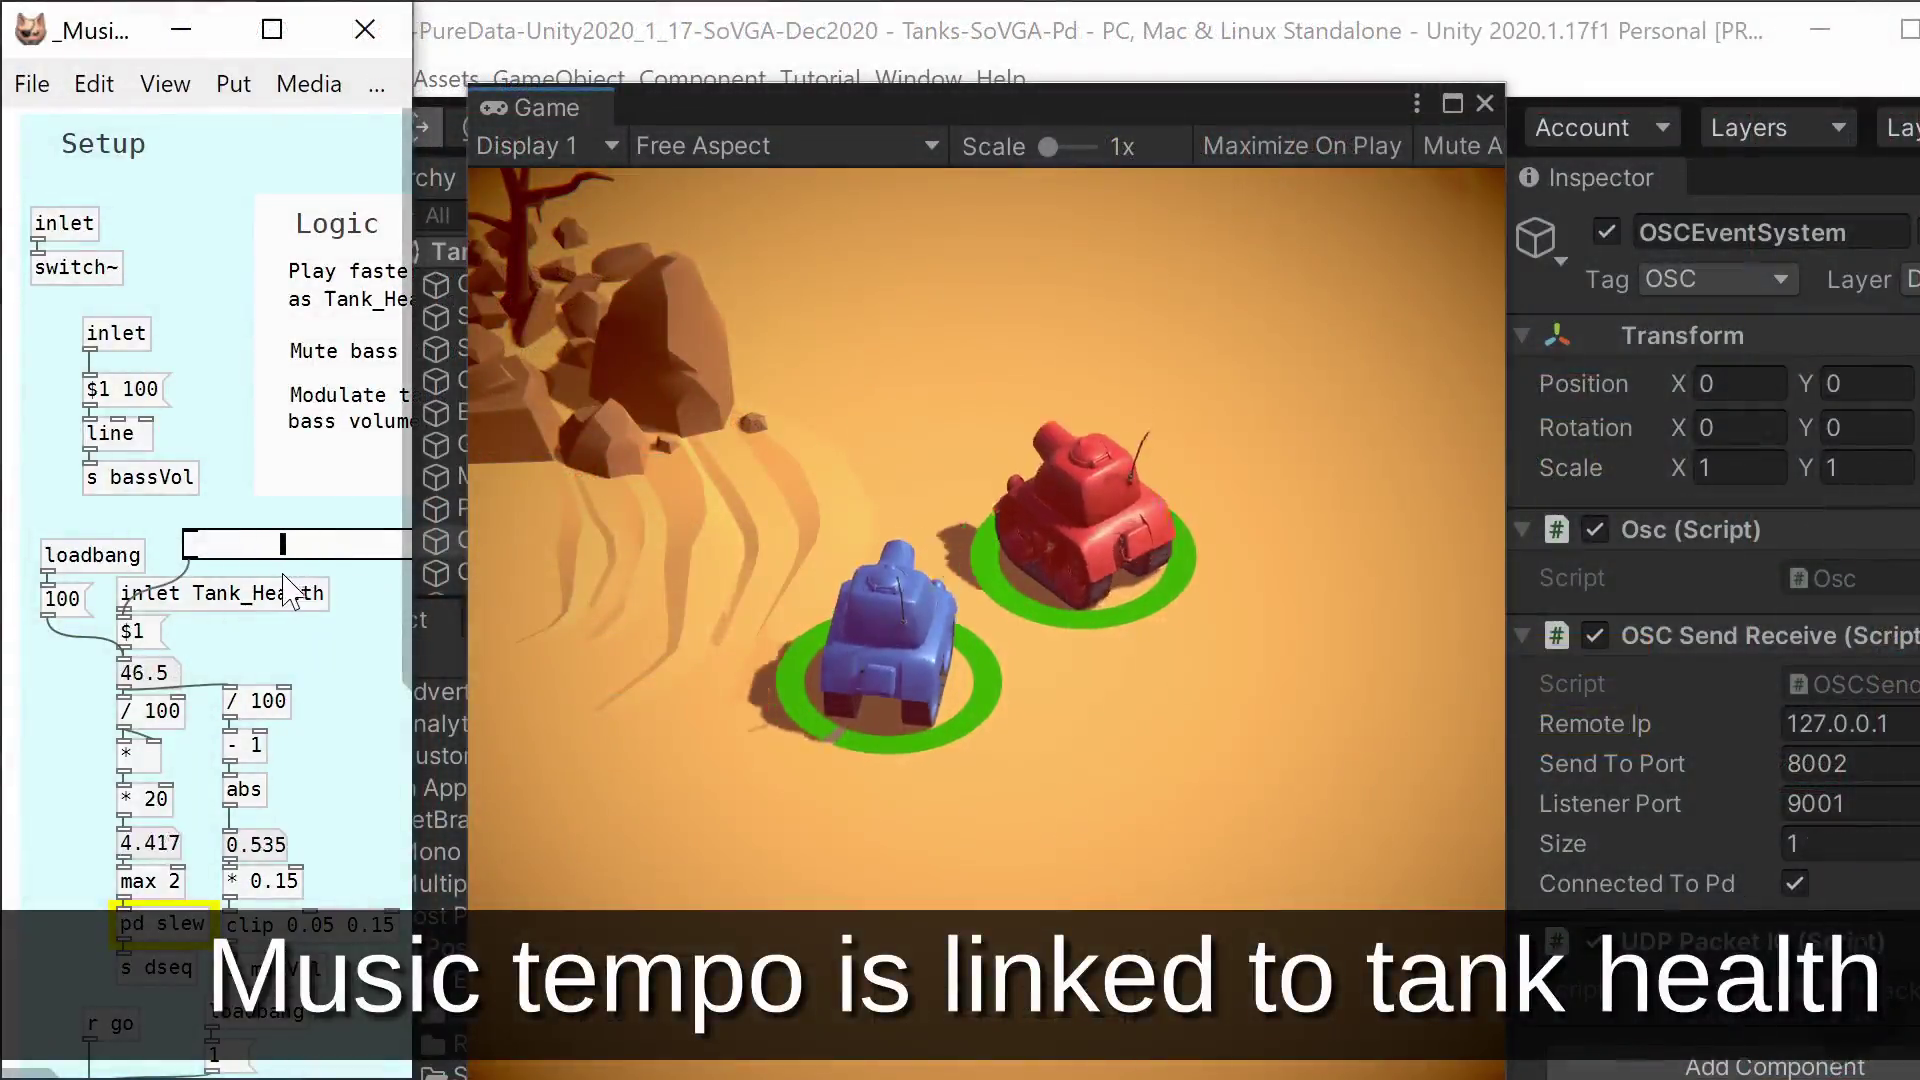 _Musi...
-PureData-Unity2020_1_17-SoVGA-Dec2020 - Tanks-SoVGA-Pd - PC, Mac & Linux Standalone - Unity 2020.1.17f1 Personal [PR...
File Edit View Put Media ...
Assets GameObject Component Tutorial Window Help
Setup
inlet
switch~
inlet
$1 100
line
s bassVol
Logic
Play faste
as Tank_Hea
Mute bass
Modulate t
bass volume
loadbang
100
inlet Tank_Health
$1
46.5
/ 100
*
* 20
4.417
max 2
pd slew
s dseq
/ 100
- 1
abs
0.535
* 0.15
clip 0.05 0.15
r go
loadbang
1
rchy
All
Tan
Game
Display 1
Free Aspect
Scale 1x
Maximize On Play
Mute A
Account
Layers
Lay
Inspector
OSCEventSystem
Tag OSC
Layer D
Transform
Position X 0 Y 0
Rotation X 0 Y 0
Scale X 1 Y 1
# Osc (Script)
Script # Osc
# OSC Send Receive (Script
Script # OSCSend
Remote Ip 127.0.0.1
Send To Port 8002
Listener Port 9001
Size 1
Connected To Pd
# UDP Packet IO (Script)
Music tempo is linked to tank health
Add Component